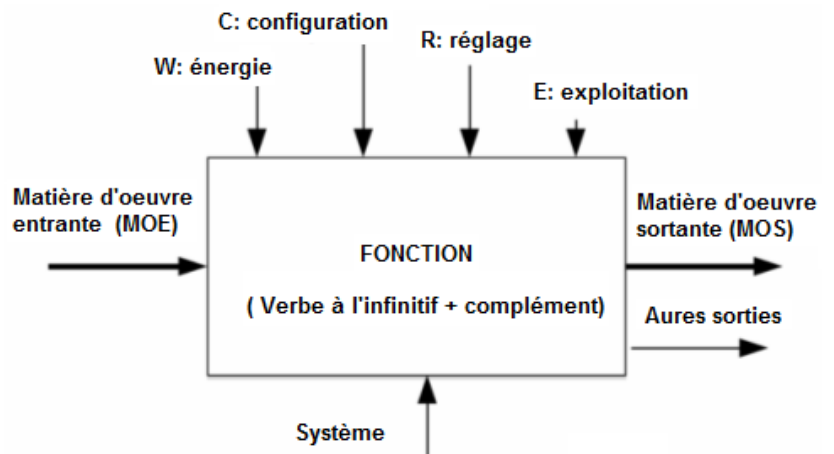 C: configuration
R: réglage
W: énergie
E: exploitation
Matière d'oeuvre
entrante (MOE)
Matière d'oeuvre
sortante (MOS)
FONCTION
( Verbe à l'infinitif + complément)
Aures sorties
Système